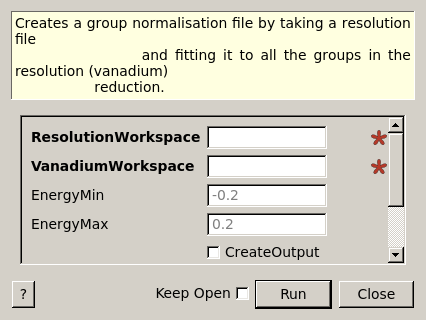 Creates a group normalisation file by taking a resolution
file
and fitting it to all the groups in the
resolution (vanadium)
reduction.
ResolutionWorkspace *
VanadiumWorkspace *
EnergyMin -0.2
EnergyMax 0.2
CreateOutput
? Keep Open Run Close